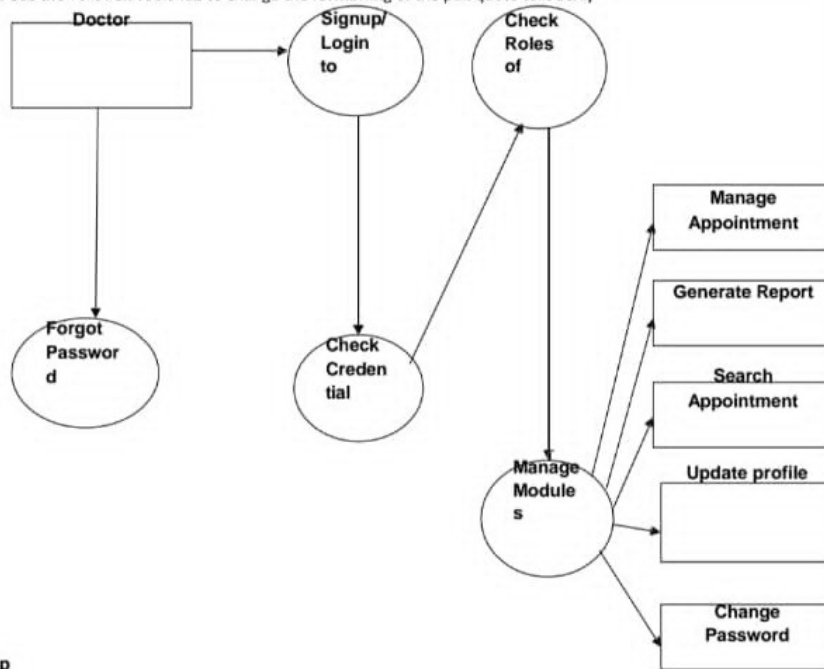 Doctor
Signup/
Login
to
Check
Roles
of
Manage
Appointment
Generate Report
Search
Appointment
Update profile
Change
Password
Forgot
Passwor
d
Check
Creden
tial
Manage
Module
s
p